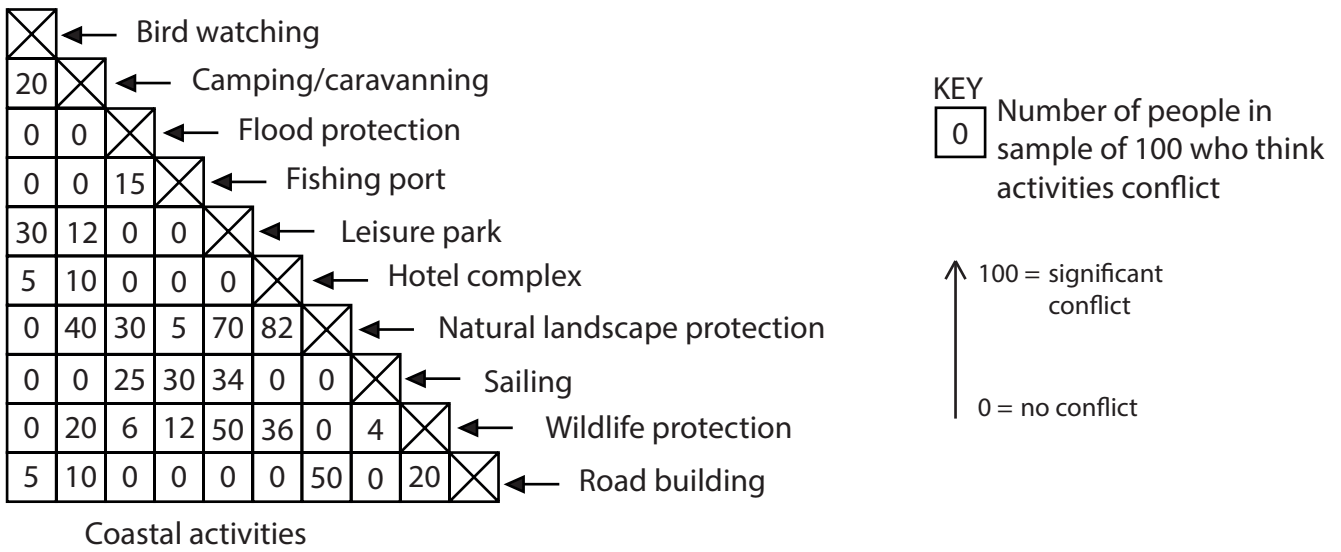 Bird watching
20 Camping/caravanning
0 0 Flood protection
0 0 15 Fishing port
30 12 0 0 Leisure park
5 10 0 0 0 Hotel complex
0 40 30 5 70 82 Natural landscape protection
0 0 25 30 34 0 0 Sailing
0 20 6 12 50 36 0 4 Wildlife protection
5 10 0 0 0 0 50 0 20 Road building
Coastal activities
KEY
0
Number of people in
sample of 100 who think
activities conflict
100 = significant
conflict
0 = no conflict